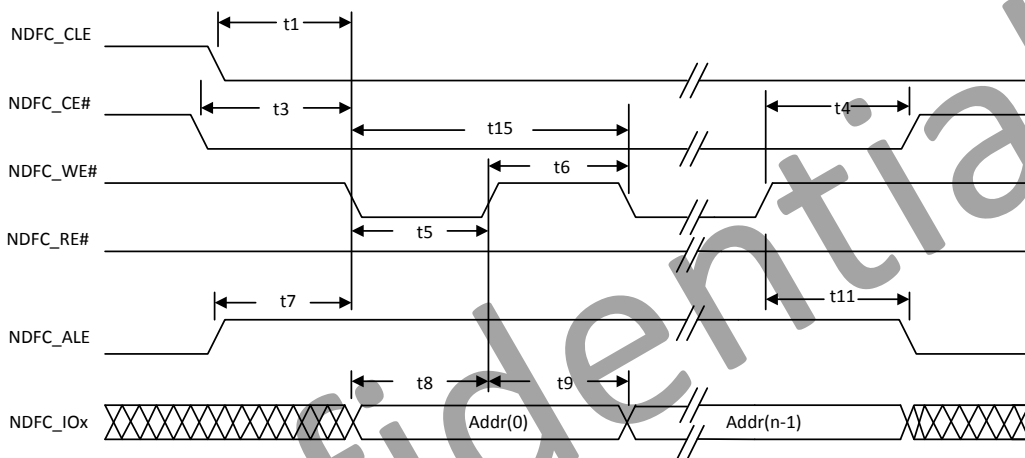 NDFC_CLE
t1
NDFC_CE#
t3
t4
t15
NDFC_WE#
t6
t5
NDFC_RE#
t7
t11
NDFC_ALE
t8
t9
NDFC_IOx
Addr(0)
Addr(n-1)
fidential